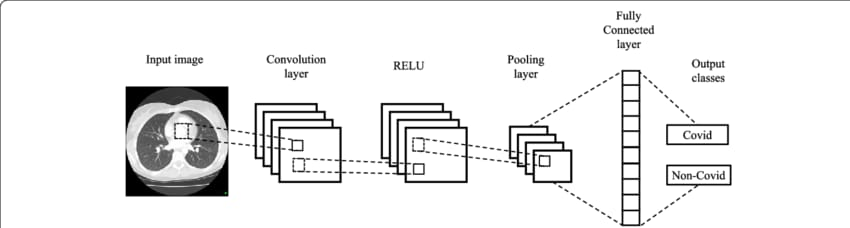 Input image
Convolution
layer
RELU
Pooling
layer
Fully
Connected
layer
Output
classes
Covid
Non-Covid